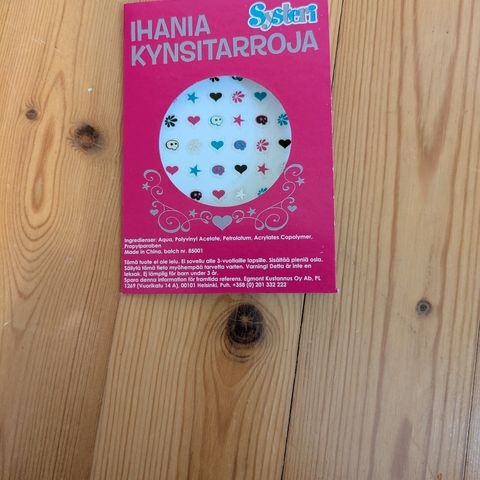 Systeri
IHANIA
KYNSITARROJA
Ingredienser: Aqua, Polyvinyl Acetate, Petrolatum, Acrylates Copolymer,
Propylparaben
Made in China, batch nr. 85001
Tämä tuote ei ole lelu. Ei sovellu alle 3-vuotiaille lapsille. Sisältää pieniä osia.
Säilytä tämä tieto myöhempää tarvetta varten. Varning! Detta är inte en
leksak. Ej lämplig för barn under 3 år.
Spara denna information för framtida referens. Egmont Kustannus Oy Ab, PL
1269 (Vuorikatu 14 A), 00101 Helsinki, Puh. +358 (0) 201 332 222